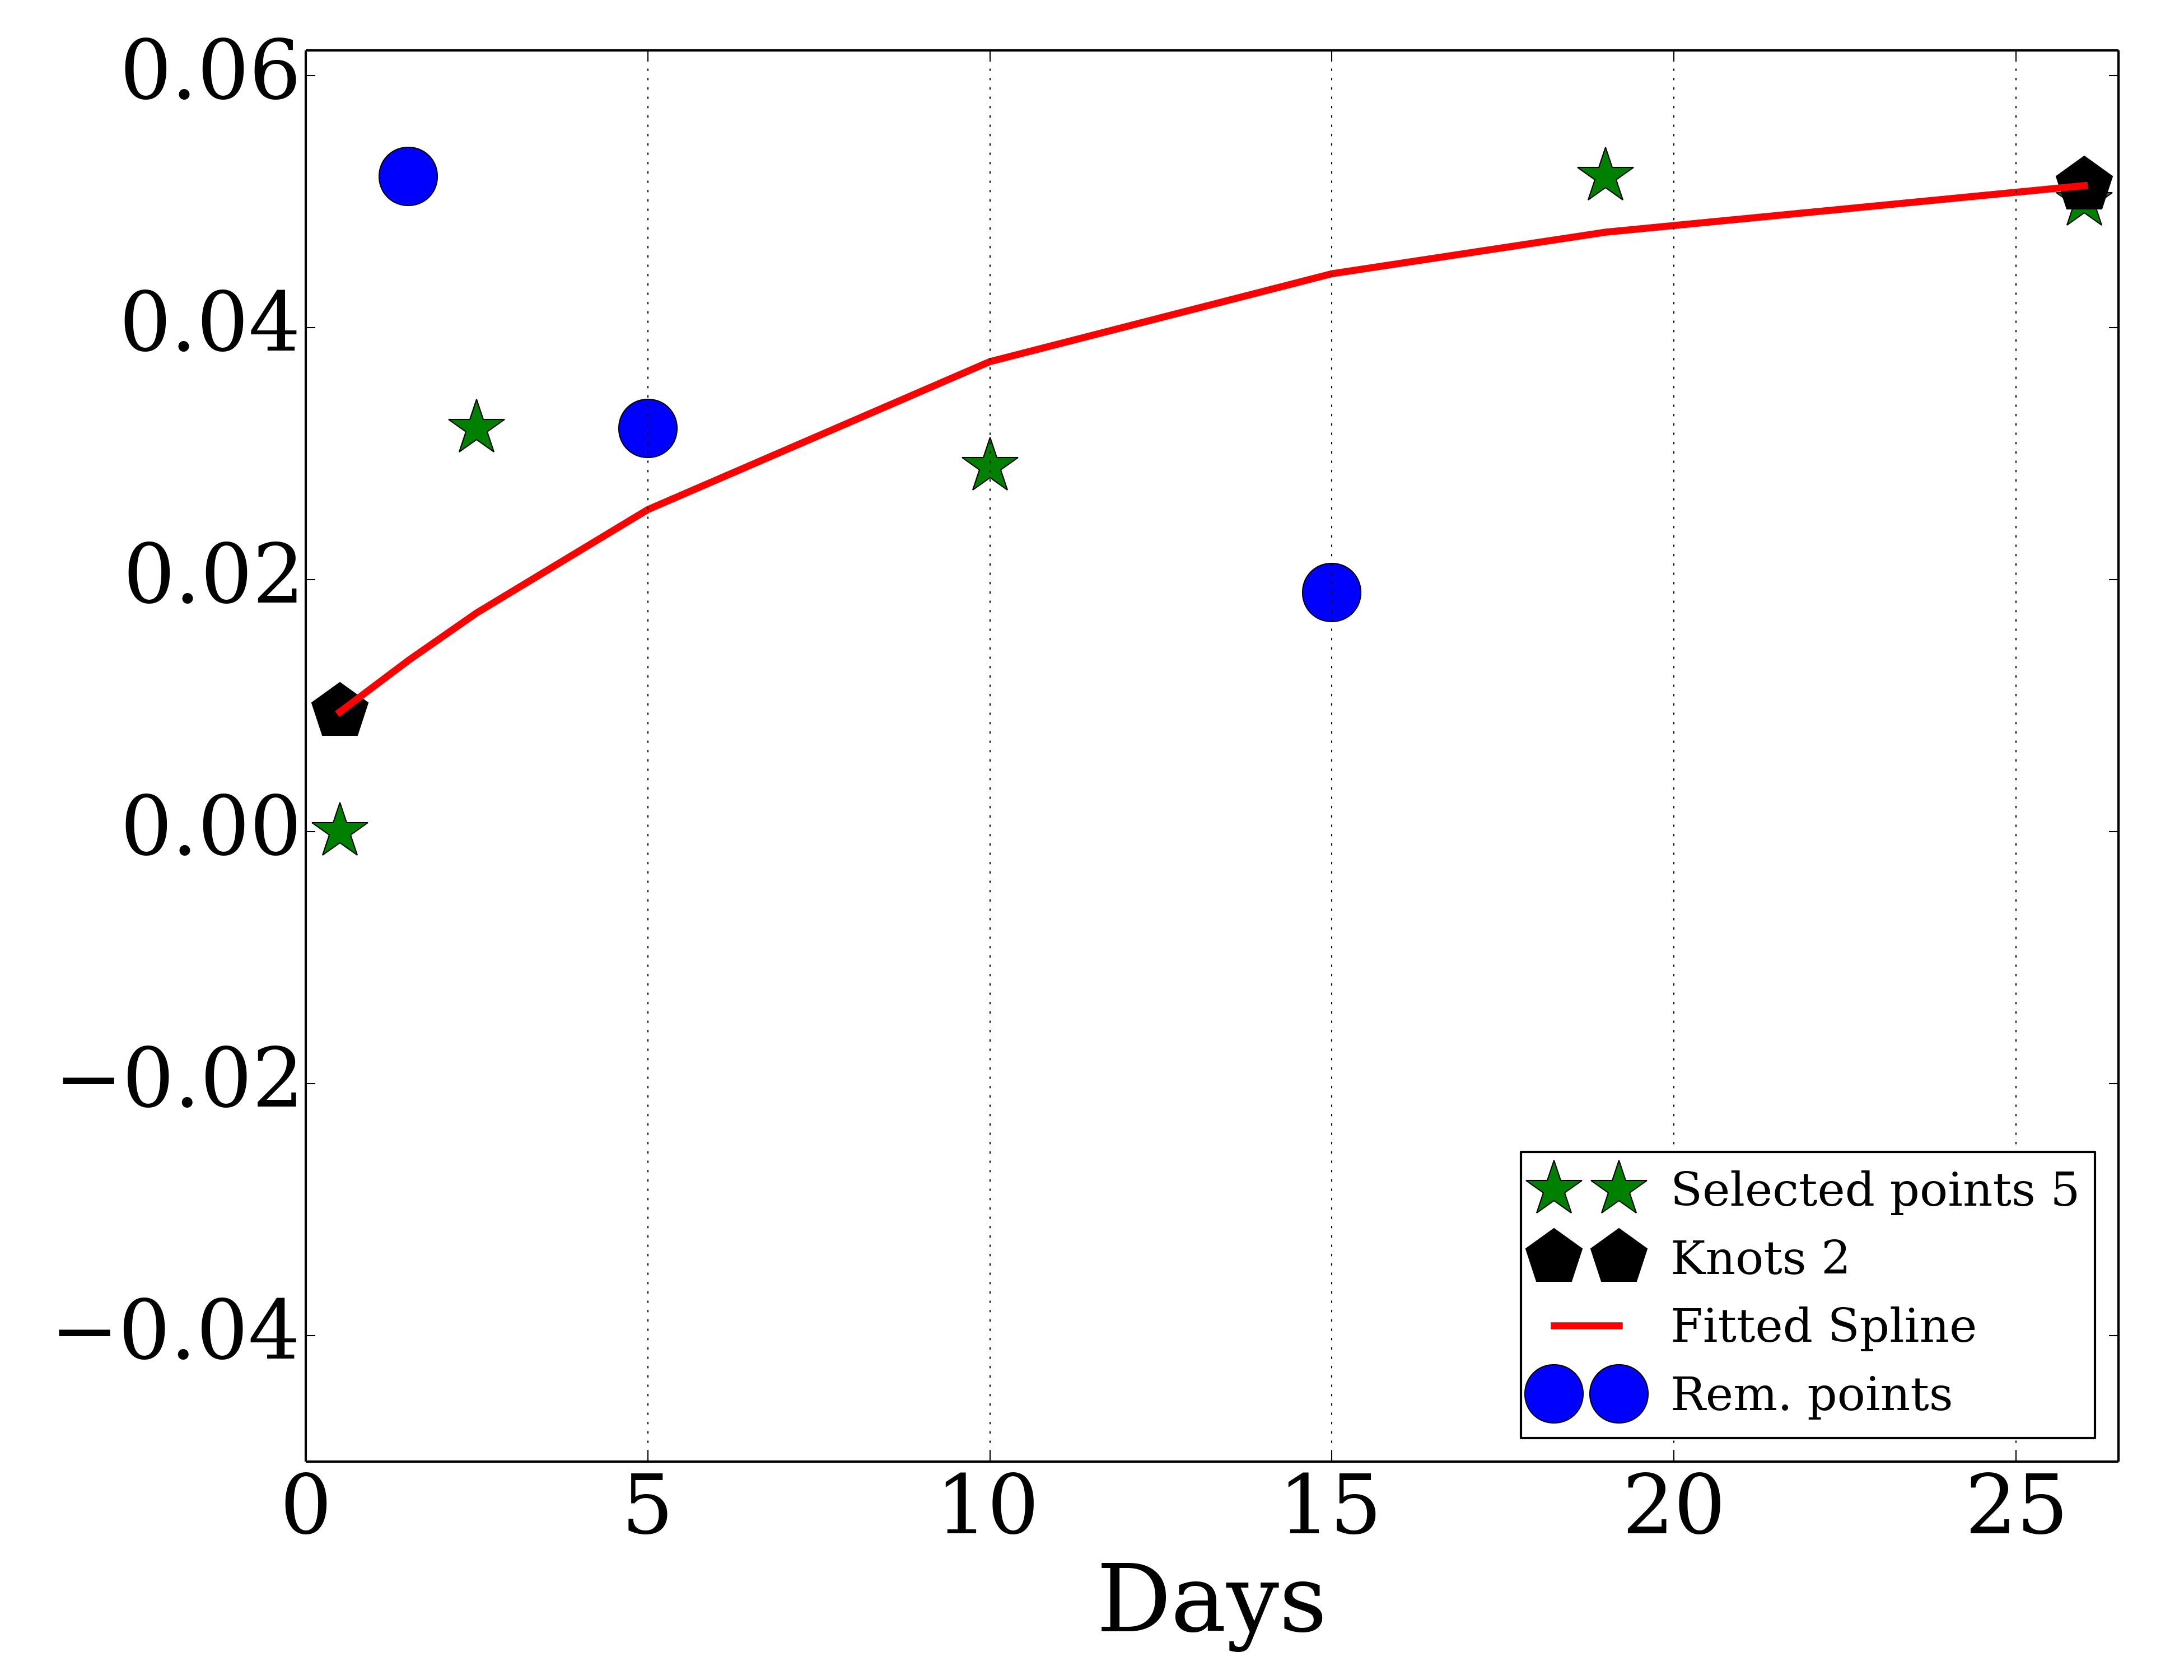 0.06
0.04
0.02
0.00
−0.02
−0.04
Selected points 5
Knots 2
Fitted Spline
Rem. points
0 5 10 15 20 25
Days